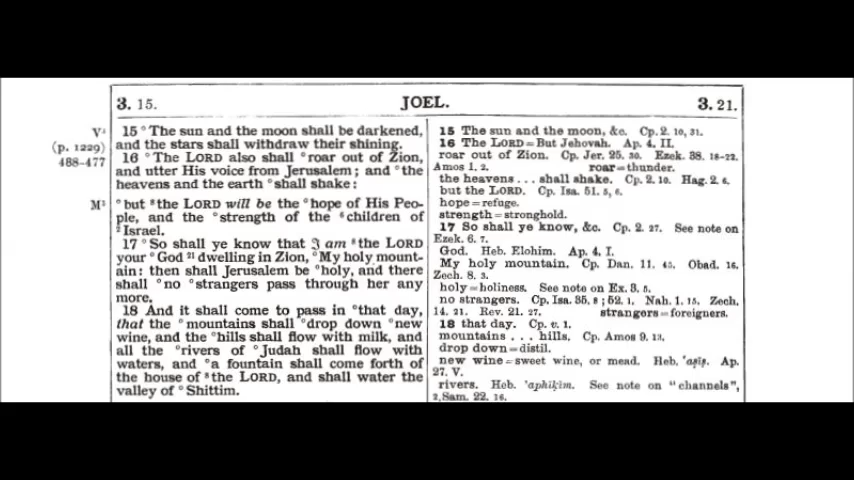 3. 15.
JOEL.
3. 21.
V⁴
(p. 1229)
488-477
M³
15 °The sun and the moon shall be darkened,
and the stars shall withdraw their shining.
16 °The LORD also shall °roar out of Zion,
and utter His voice from Jerusalem; and °the
heavens and the earth °shall shake:
°but ⁸the LORD will be the °hope of His Peo-
ple, and the °strength of the ⁶children of
²Israel.
17 °So shall ye know that I am ⁸the LORD
your °God ²¹dwelling in Zion, °My holy mount-
ain: then shall Jerusalem be °holy, and there
shall °no °strangers pass through her any
more.
18 And it shall come to pass in °that day,
that the °mountains shall °drop down °new
wine, and the °hills shall flow with milk, and
all the °rivers of °Judah shall flow with
waters, and °a fountain shall come forth of
the house of ⁸the LORD, and shall water the
valley of °Shittim.
15 The sun and the moon, &c. Cp. 2. 10, 31.
16 The LORD=But Jehovah. Ap. 4. II.
roar out of Zion. Cp. Jer. 25. 30. Ezek. 38. 18-22.
Amos 1. 2. roar=thunder.
the heavens . . . shall shake. Cp. 2. 10. Hag. 2. 6.
but the LORD. Cp. Isa. 51. 5, 6.
hope=refuge.
strength=stronghold.
17 So shall ye know, &c. Cp. 2. 27. See note on
Ezek. 6. 7.
God. Heb. Elohim. Ap. 4. I.
My holy mountain. Cp. Dan. 11. 45. Obad. 16.
Zech. 8. 3.
holy=holiness. See note on Ex. 3. 5.
no strangers. Cp. Isa. 35. 8; 52. 1. Nah. 1. 15. Zech.
14. 21. Rev. 21. 27. strangers=foreigners.
18 that day. Cp. v. 1.
mountains . . . hills. Cp. Amos 9. 13.
drop down=distil.
new wine=sweet wine, or mead. Heb. 'aṣīṣ. Ap.
27. V.
rivers. Heb. 'aphiḳim. See note on "channels",
2 Sam. 22. 16.